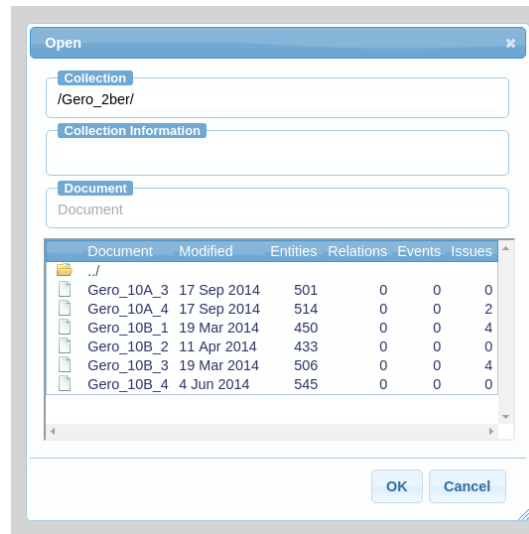 Open
Collection
/Gero_2ber/
Collection Information
Document
Document
Document Modified Entities Relations Events Issues
../
Gero_10A_3 17 Sep 2014 501 0 0 0
Gero_10A_4 17 Sep 2014 514 0 0 2
Gero_10B_1 19 Mar 2014 450 0 0 4
Gero_10B_2 11 Apr 2014 433 0 0 0
Gero_10B_3 19 Mar 2014 506 0 0 4
Gero_10B_4 4 Jun 2014 545 0 0 0
OK Cancel